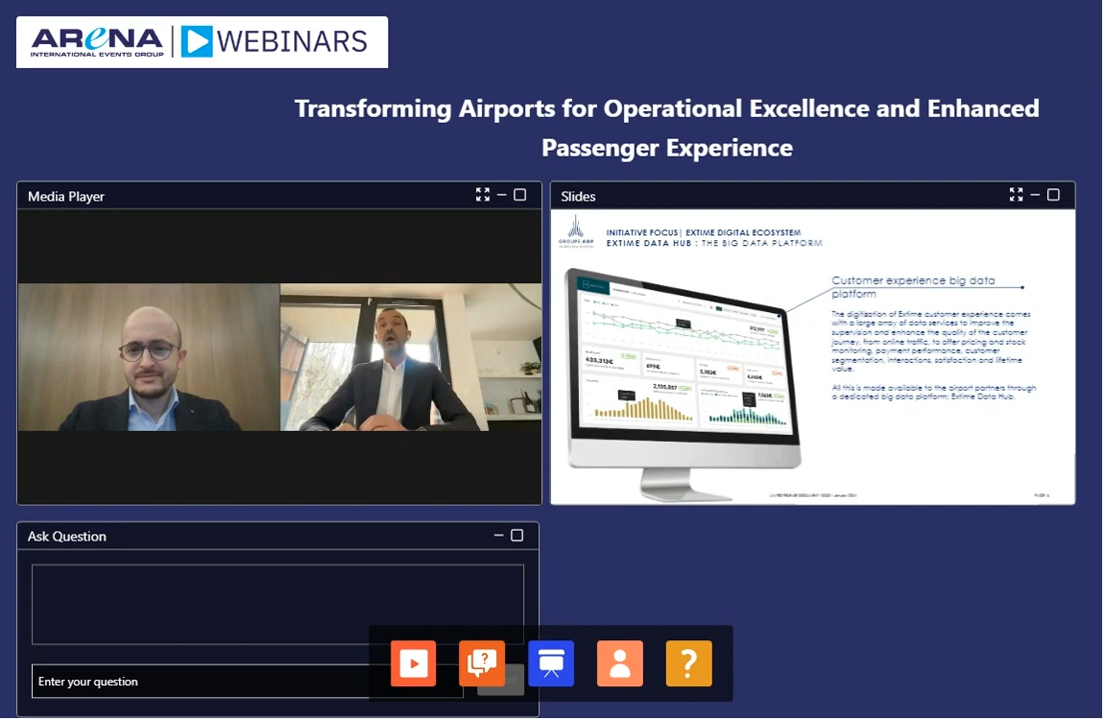 ARENA
INTERNATIONAL EVENTS GROUP
WEBINARS
Transforming Airports for Operational Excellence and Enhanced
Passenger Experience
Media Player
Slides
GROUPE ADP
INITIATIVE FOCUS| EXTIME DIGITAL ECOSYSTEM
EXTIME DATA HUB : THE BIG DATA PLATFORM
Customer experience big data
platform
The digitization of Extime customer experience comes
with a large array of data services to improve the
supervision and enhance the quality of the customer
journey, from online traffic, to offer pricing and stock
monitoring, payment performance, customer
segmentation, interactions, satisfaction and lifetime
value.
All this is made available to the airport partners through
a dedicated big data platform: Extime Data Hub.
433,313€
699€
2,135,857
Ask Question
Enter your question